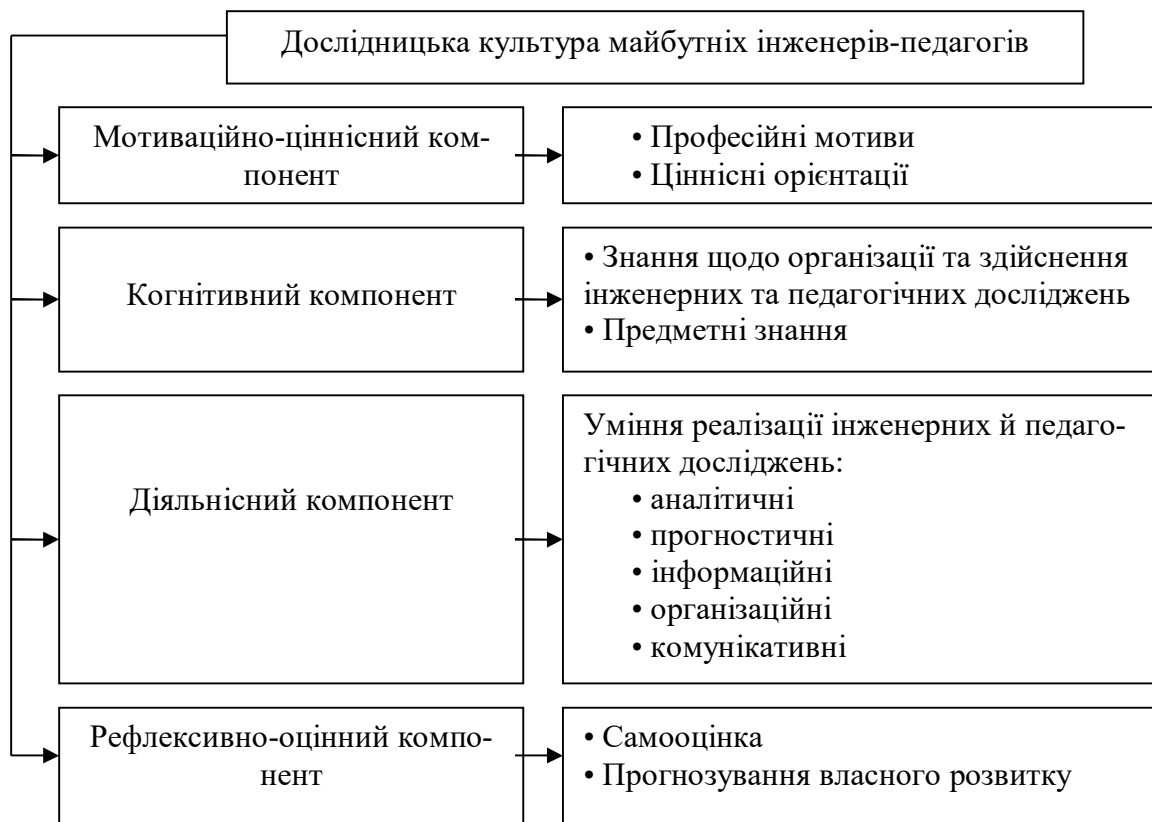 Дослідницька культура майбутніх інженерів-педагогів
Мотиваційно-ціннісний ком-
понент
• Професійні мотиви
• Ціннісні орієнтації
Когнітивний компонент
• Знання щодо організації та здійснення
інженерних та педагогічних досліджень
• Предметні знання
Діяльнісний компонент
Уміння реалізації інженерних й педаго-
гічних досліджень:
• аналітичні
• прогностичні
• інформаційні
• організаційні
• комунікативні
Рефлексивно-оцінний компо-
нент
• Самооцінка
• Прогнозування власного розвитку